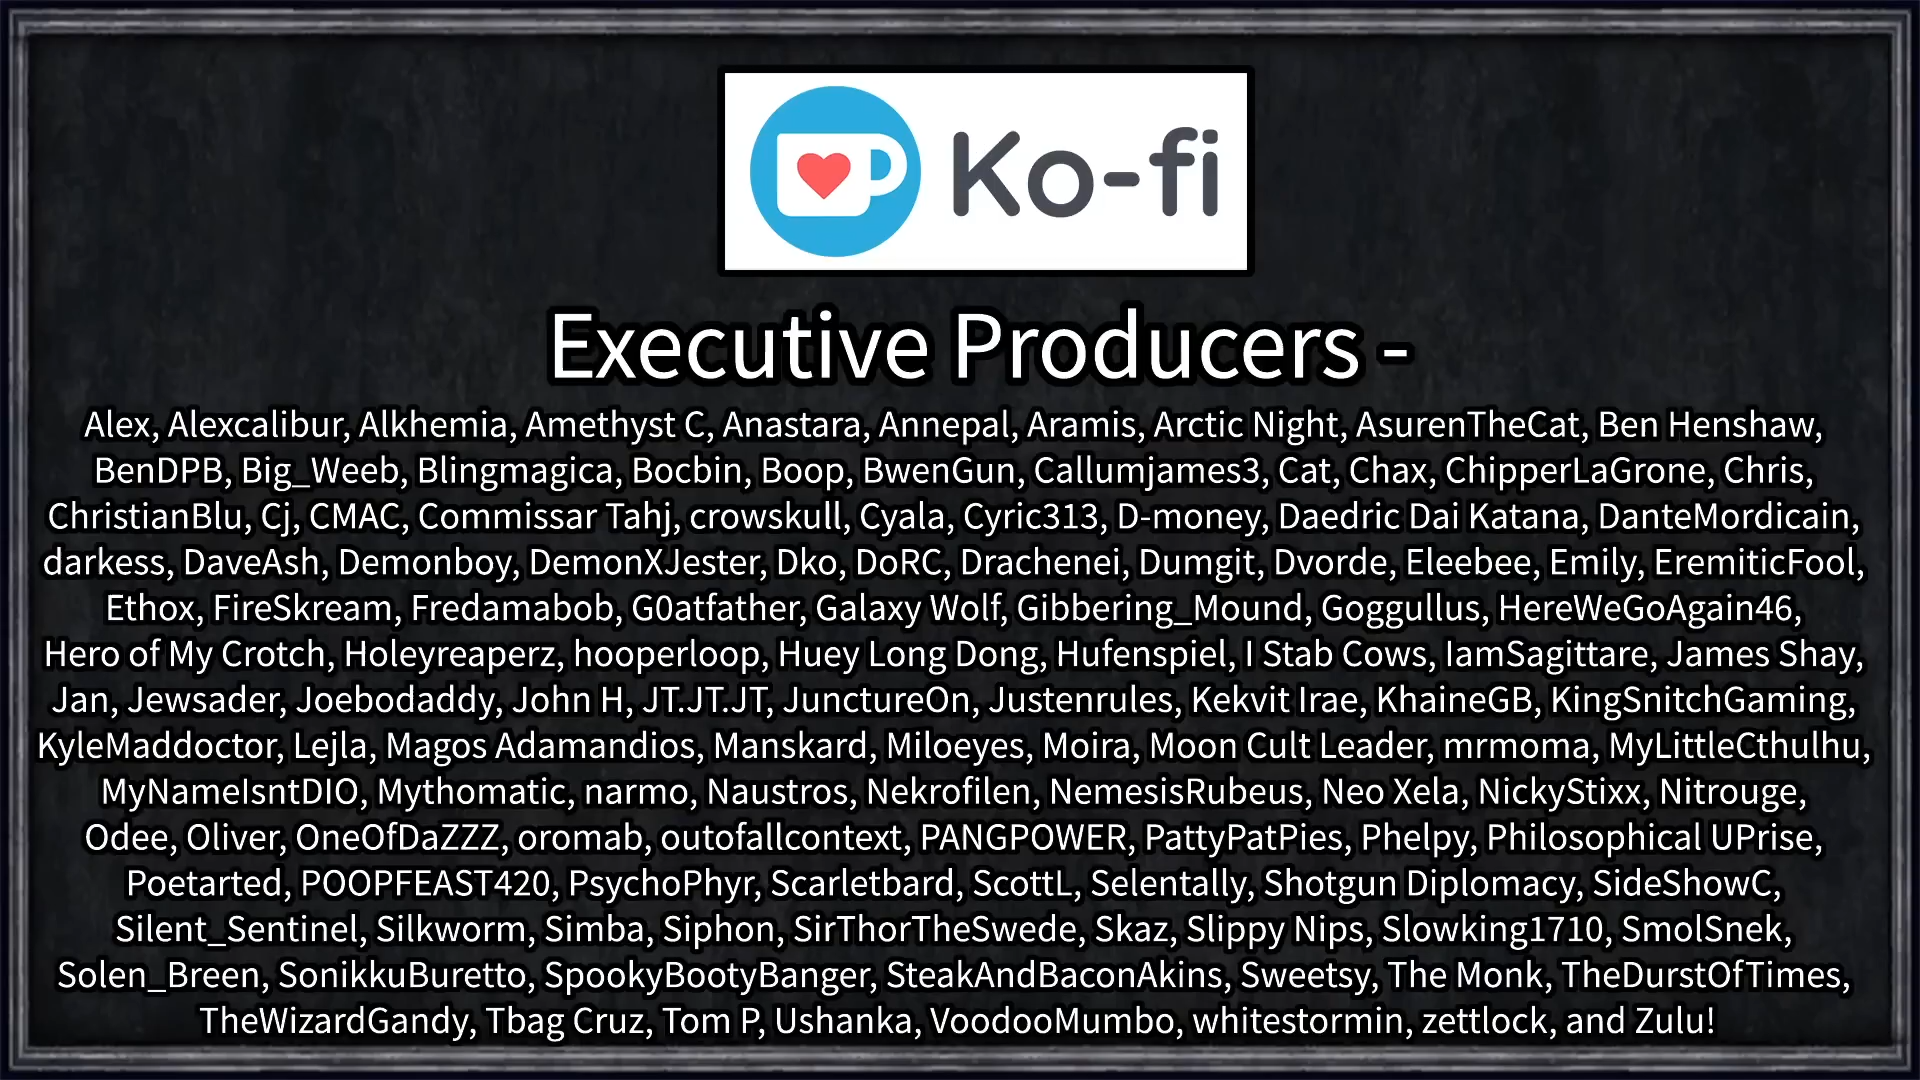 Ko-fi
Executive Producers -
Alex, Alexcalibur, Alkhemia, Amethyst C, Anastara, Annepal, Aramis, Arctic Night, AsurenTheCat, Ben Henshaw,
BenDPB, Big_Weeb, Blingmagica, Bocbin, Boop, BwenGun, Callumjames3, Cat, Chax, ChipperLaGrone, Chris,
ChristianBlu, Cj, CMAC, Commissar Tahj, crowskull, Cyala, Cyric313, D-money, Daedric Dai Katana, DanteMordicain,
darkess, DaveAsh, Demonboy, DemonXJester, Dko, DoRC, Drachenei, Dumgit, Dvorde, Eleebee, Emily, EremiticFool,
Ethox, FireSkream, Fredamabob, G0atfather, Galaxy Wolf, Gibbering_Mound, Goggullus, HereWeGoAgain46,
Hero of My Crotch, Holeyreaperz, hooperloop, Huey Long Dong, Hufenspiel, I Stab Cows, IamSagittare, James Shay,
Jan, Jewsader, Joebodaddy, John H, JT.JT.JT, JunctureOn, Justenrules, Kekvit Irae, KhaineGB, KingSnitchGaming,
KyleMaddoctor, Lejla, Magos Adamandios, Manskard, Miloeyes, Moira, Moon Cult Leader, mrmoma, MyLittleCthulhu,
MyNameIsntDIO, Mythomatic, narmo, Naustros, Nekrofilen, NemesisRubeus, Neo Xela, NickyStixx, Nitrouge,
Odee, Oliver, OneOfDaZZZ, oromab, outofallcontext, PANGPOWER, PattyPatPies, Phelpy, Philosophical UPrise,
Poetarted, POOPFEAST420, PsychoPhyr, Scarletbard, ScottL, Selentally, Shotgun Diplomacy, SideShowC,
Silent_Sentinel, Silkworm, Simba, Siphon, SirThorTheSwede, Skaz, Slippy Nips, Slowking1710, SmolSnek,
Solen_Breen, SonikkuBuretto, SpookyBootyBanger, SteakAndBaconAkins, Sweetsy, The Monk, TheDurstOfTimes,
TheWizardGandy, Tbag Cruz, Tom P, Ushanka, VoodooMumbo, whitestormin, zettlock, and Zulu!